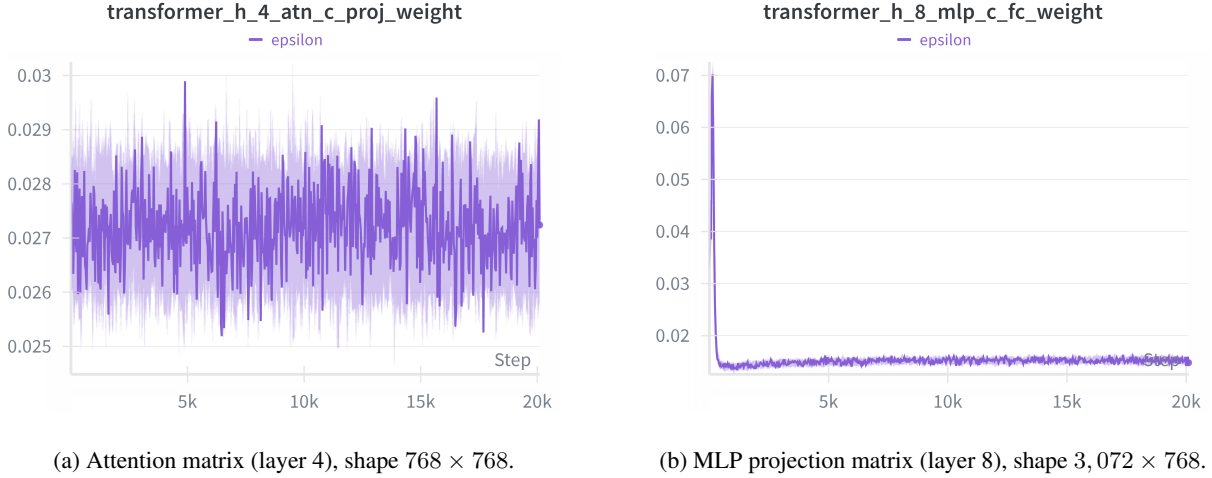 transformer_h_4_atn_c_proj_weight
epsilon
0.03
0.029
0.028
0.027
0.026
0.025
Step
5k
10k
15k
20k
(a) Attention matrix (layer 4), shape 768 × 768.
transformer_h_8_mlp_c_fc_weight
epsilon
0.07
0.06
0.05
0.04
0.03
0.02
Step
5k
10k
15k
20k
(b) MLP projection matrix (layer 8), shape 3, 072 × 768.